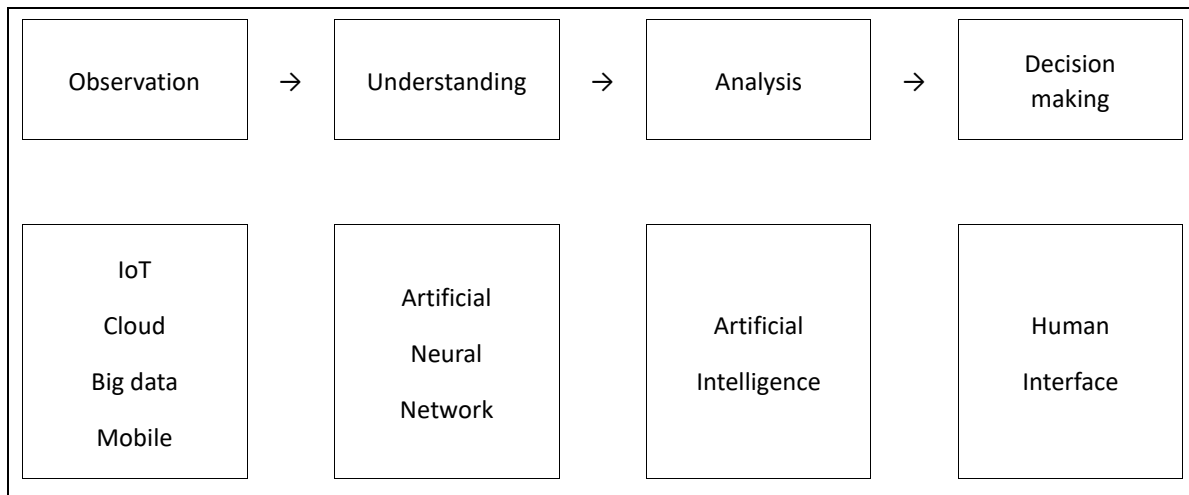 Observation → Understanding → Analysis → Decision
making
IoT
Cloud
Big data
Mobile
Artificial
Neural
Network
Artificial
Intelligence
Human
Interface